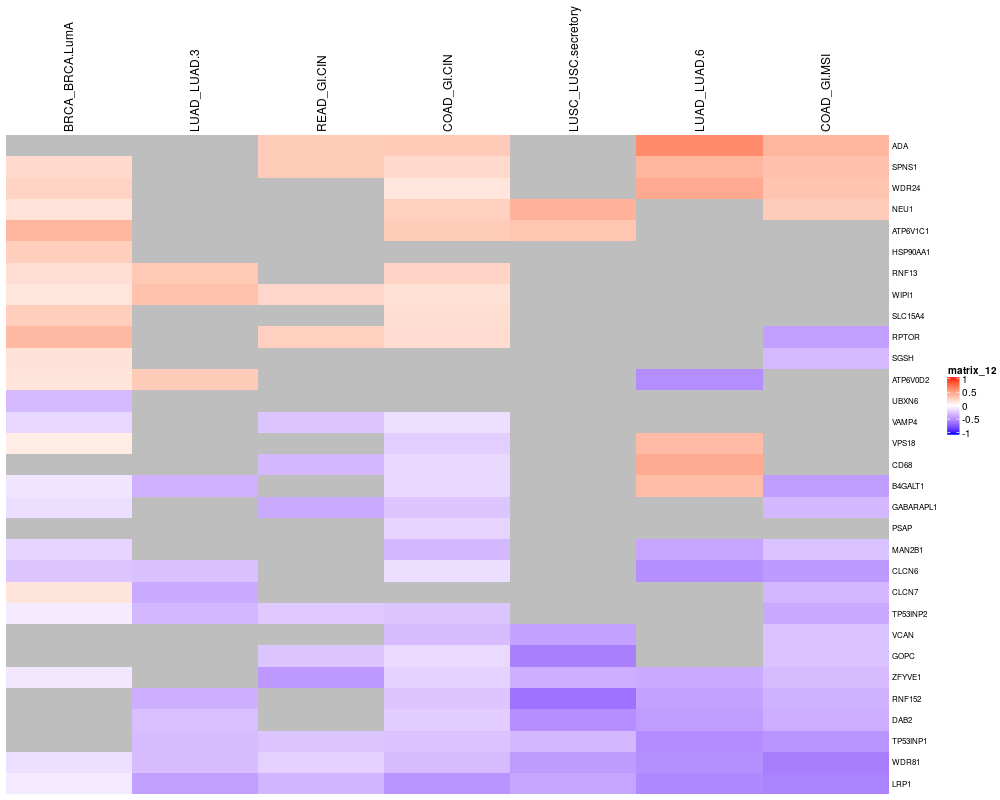 BRCA_BRCA.LumA
LUAD_LUAD.3
READ_GI.CIN
COAD_GI.CIN
LUSC_LUSC.secretory
LUAD_LUAD.6
COAD_GI.MSI
ADA
SPNS1
WDR24
NEU1
ATP6V1C1
HSP90AA1
RNF13
WIPI1
SLC15A4
RPTOR
SGSH
ATP6V0D2
UBXN6
VAMP4
VPS18
CD68
B4GALT1
GABARAPL1
PSAP
MAN2B1
CLCN6
CLCN7
TP53INP2
VCAN
GOPC
ZFYVE1
RNF152
DAB2
TP53INP1
WDR81
LRP1
matrix_12
1
0.5
0
-0.5
-1